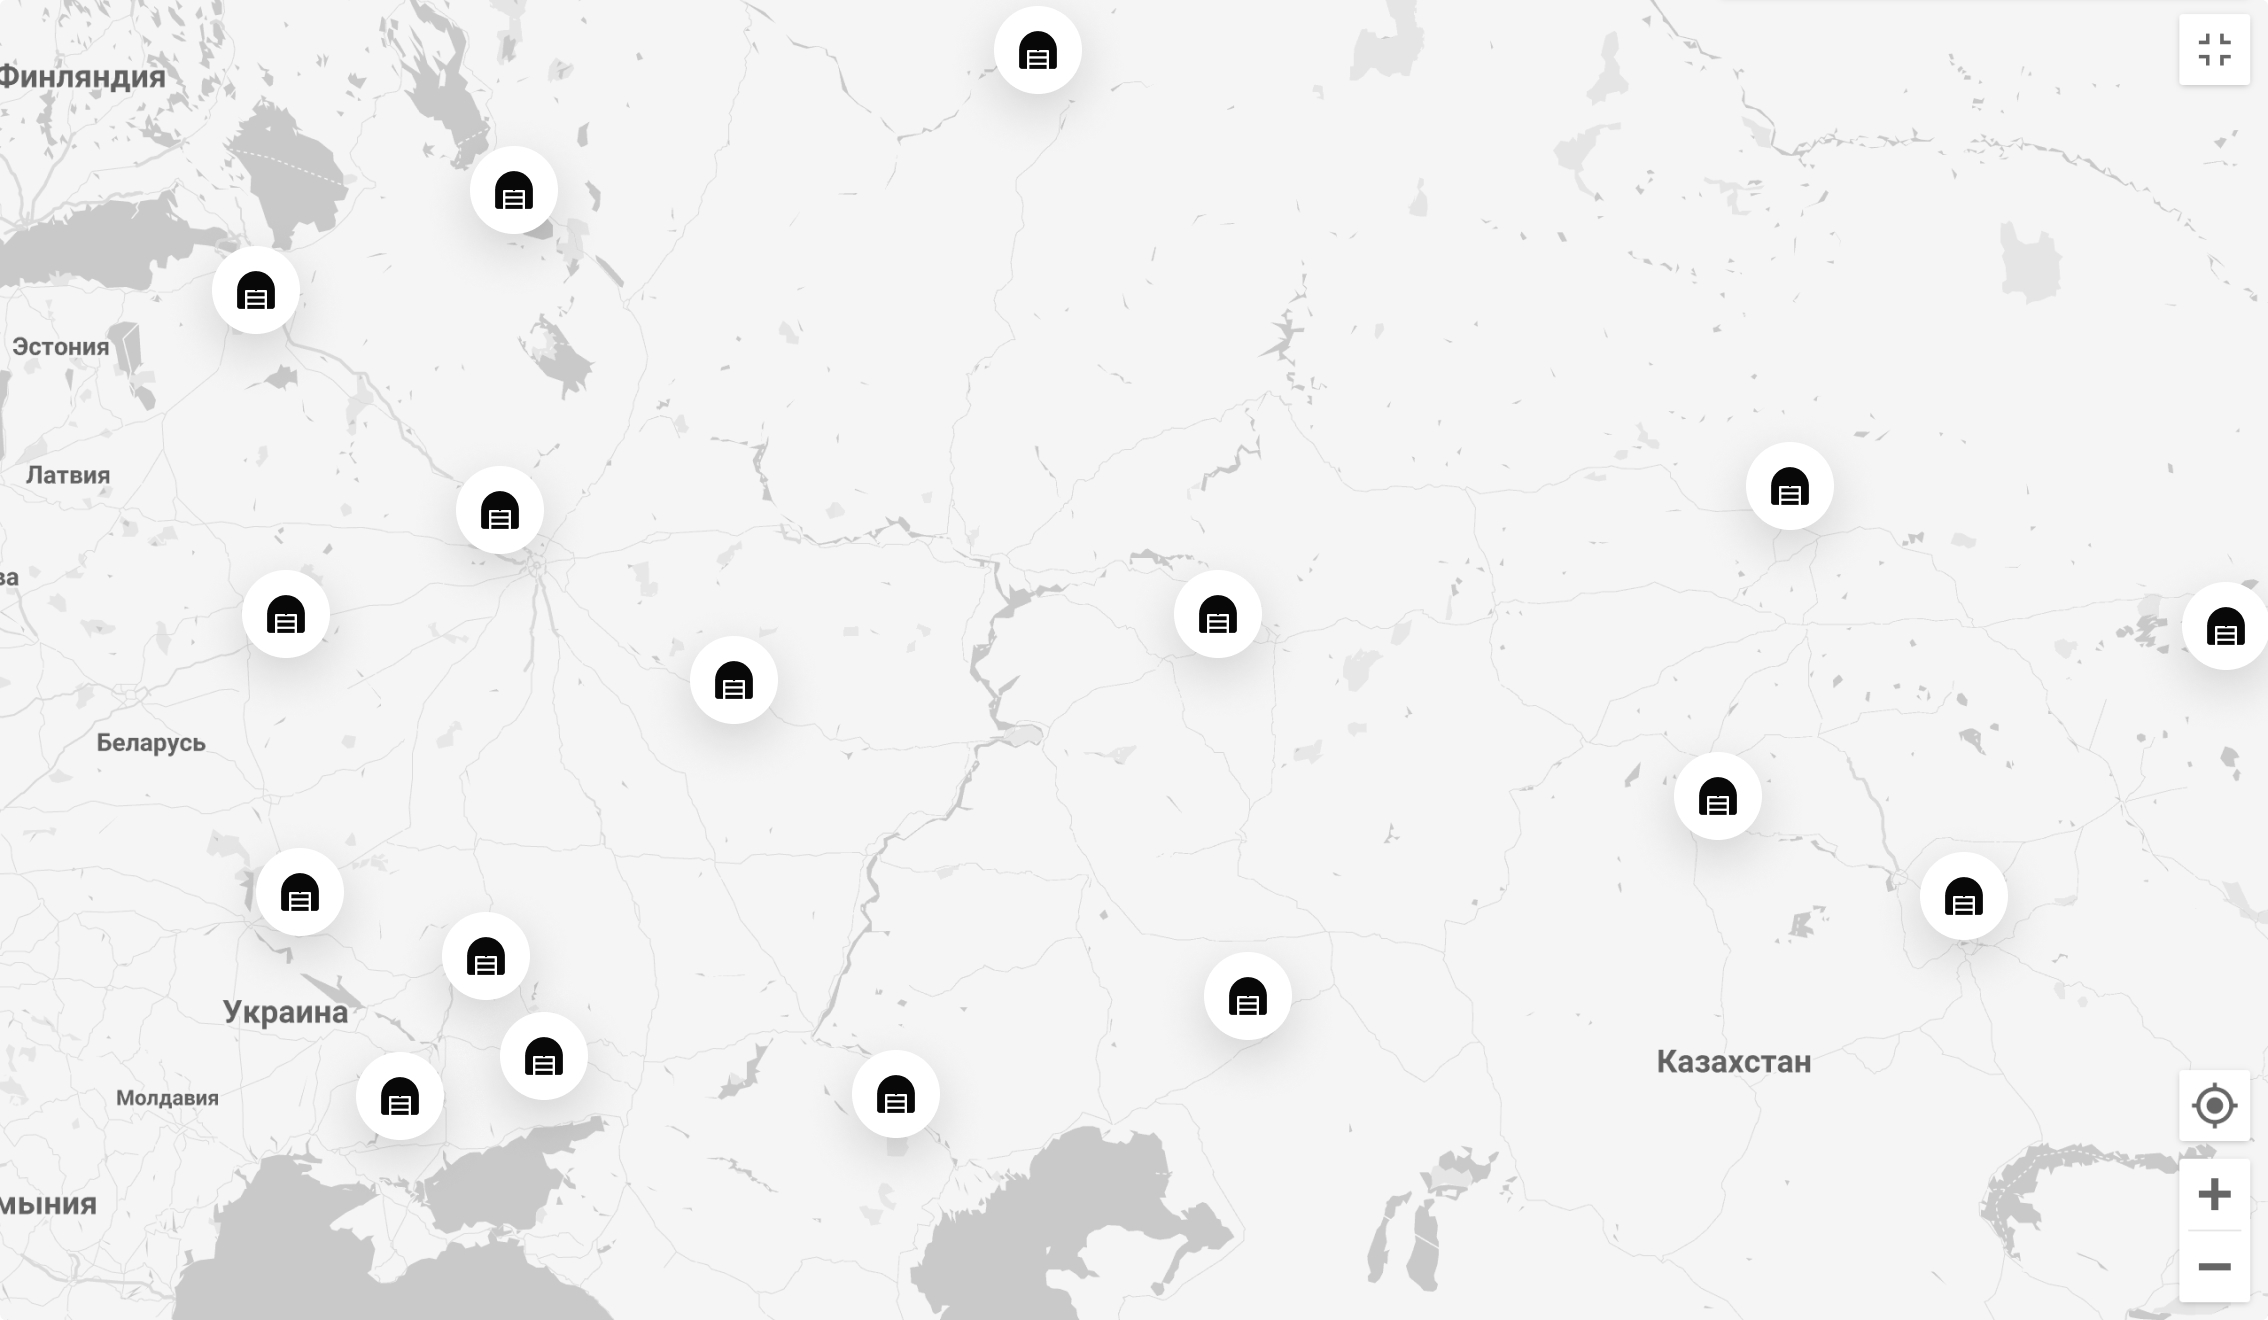 Финляндия
Эстония
Латвия
ва
Беларусь
Украина
Казахстан
Молдавия
мыния